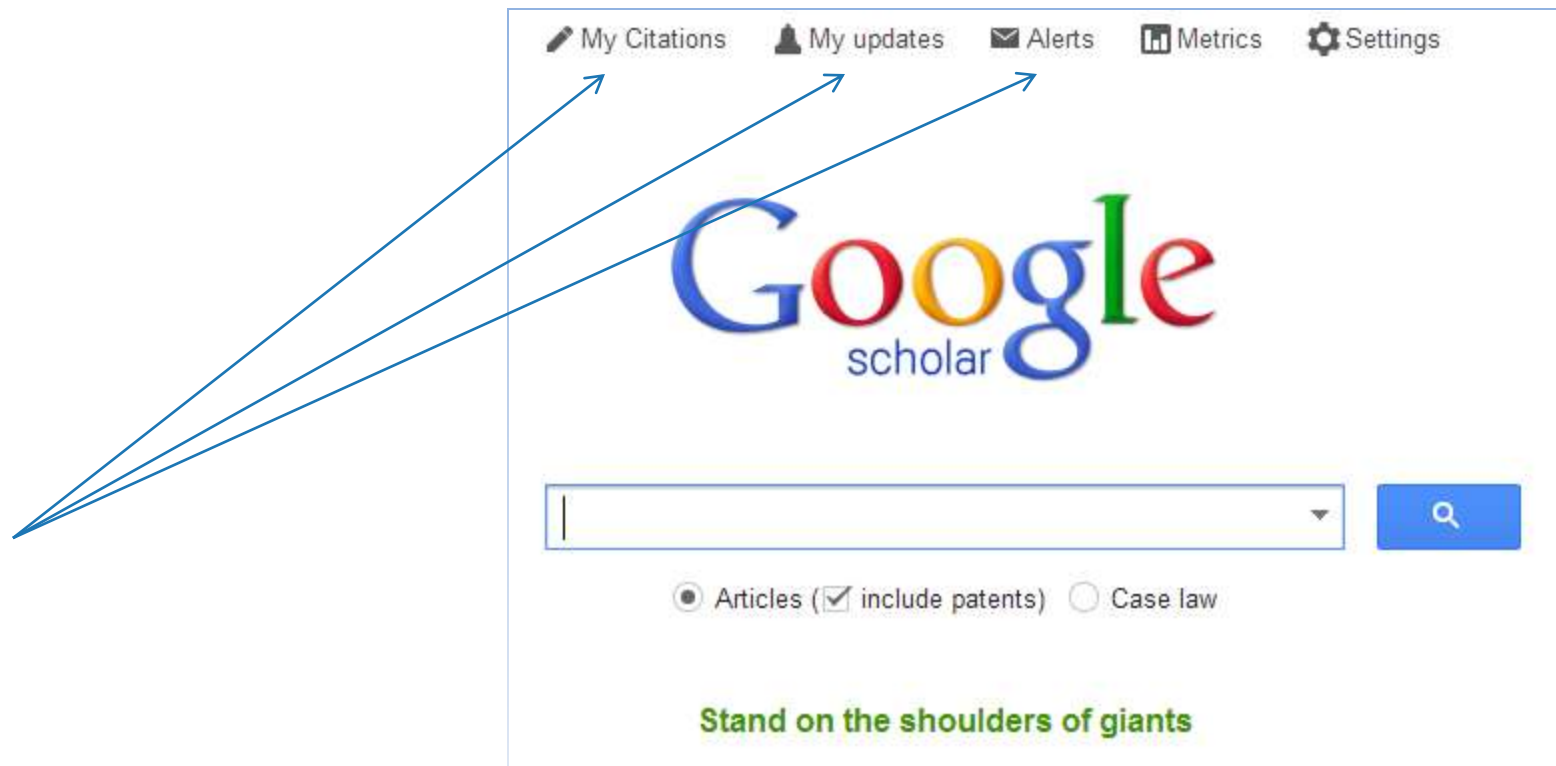 My Citations My updates Alerts Metrics Settings
Google
scholar
Articles ( include patents) Case law
Stand on the shoulders of giants